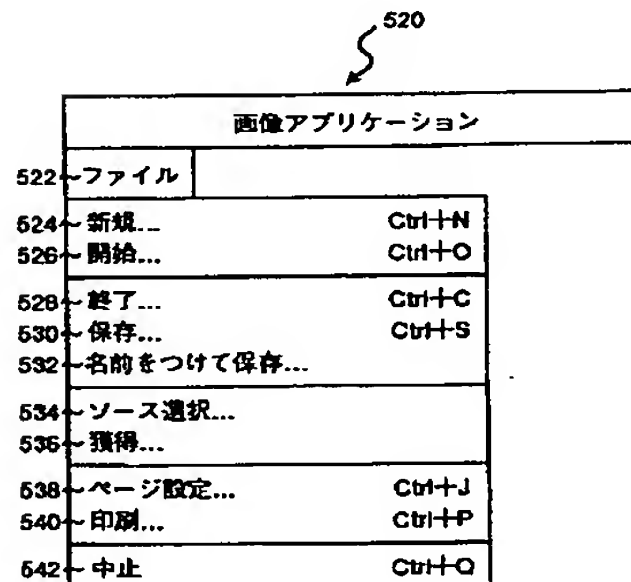 520
画像アプリケーション
522 ファイル
524 新規... Ctrl+N
526 開始... Ctrl+O
528 終了... Ctrl+C
530 保存... Ctrl+S
532 名前をつけて保存...
534 ソース選択...
536 獲得...
538 ページ設定... Ctrl+J
540 印刷... Ctrl+P
542 中止 Ctrl+Q